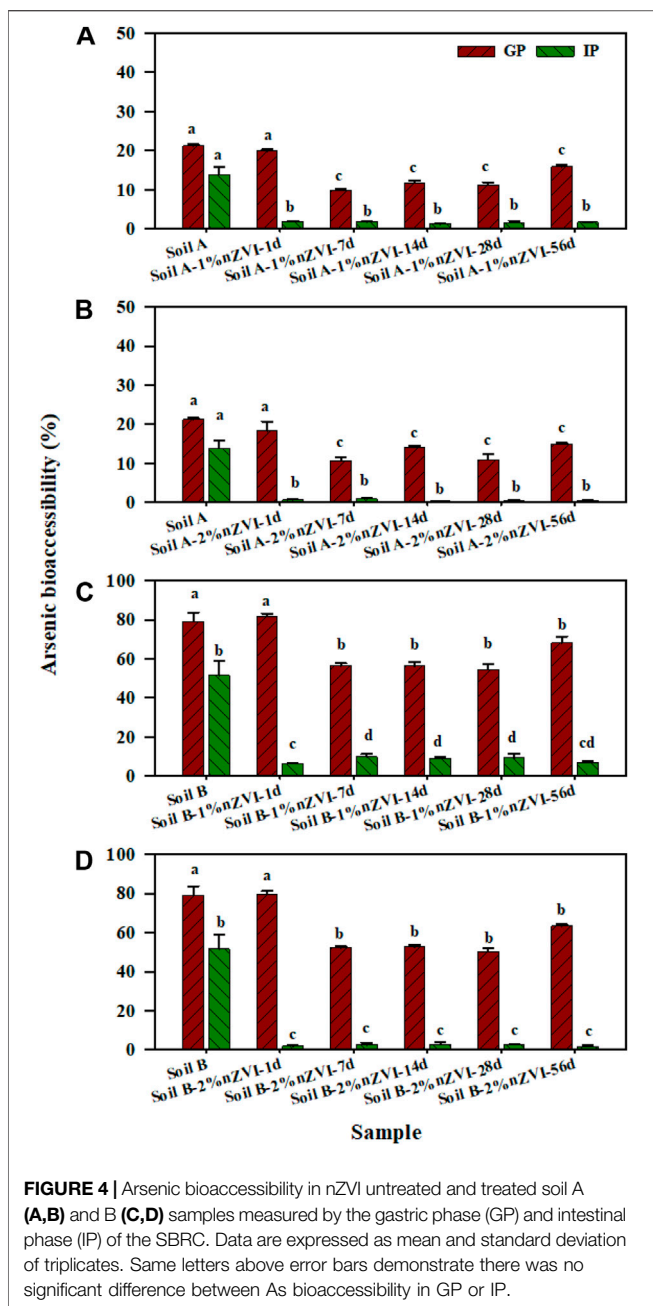 A
50
GP IP
40
30
20
10
0
a a a b c b c b c b c b
Soil A
Soil A-1%nZVI-1d
Soil A-1%nZVI-7d
Soil A-1%nZVI-14d
Soil A-1%nZVI-28d
Soil A-1%nZVI-56d
B
50
40
30
20
10
0
a a a b c b c b c b c b
Soil A
Soil A-2%nZVI-1d
Soil A-2%nZVI-7d
Soil A-2%nZVI-14d
Soil A-2%nZVI-28d
Soil A-2%nZVI-56d
Arsenic bioaccessibility (%)
C
100
80
60
40
20
0
a b a c b d b d b d b cd
Soil B
Soil B-1%nZVI-1d
Soil B-1%nZVI-7d
Soil B-1%nZVI-14d
Soil B-1%nZVI-28d
Soil B-1%nZVI-56d
D
100
80
60
40
20
0
a b a c b c b c b c b c
Soil B
Soil B-2%nZVI-1d
Soil B-2%nZVI-7d
Soil B-2%nZVI-14d
Soil B-2%nZVI-28d
Soil B-2%nZVI-56d
Sample
FIGURE 4 | Arsenic bioaccessibility in nZVI untreated and treated soil A
(A,B) and B (C,D) samples measured by the gastric phase (GP) and intestinal
phase (IP) of the SBRC. Data are expressed as mean and standard deviation
of triplicates. Same letters above error bars demonstrate there was no
significant difference between As bioaccessibility in GP or IP.